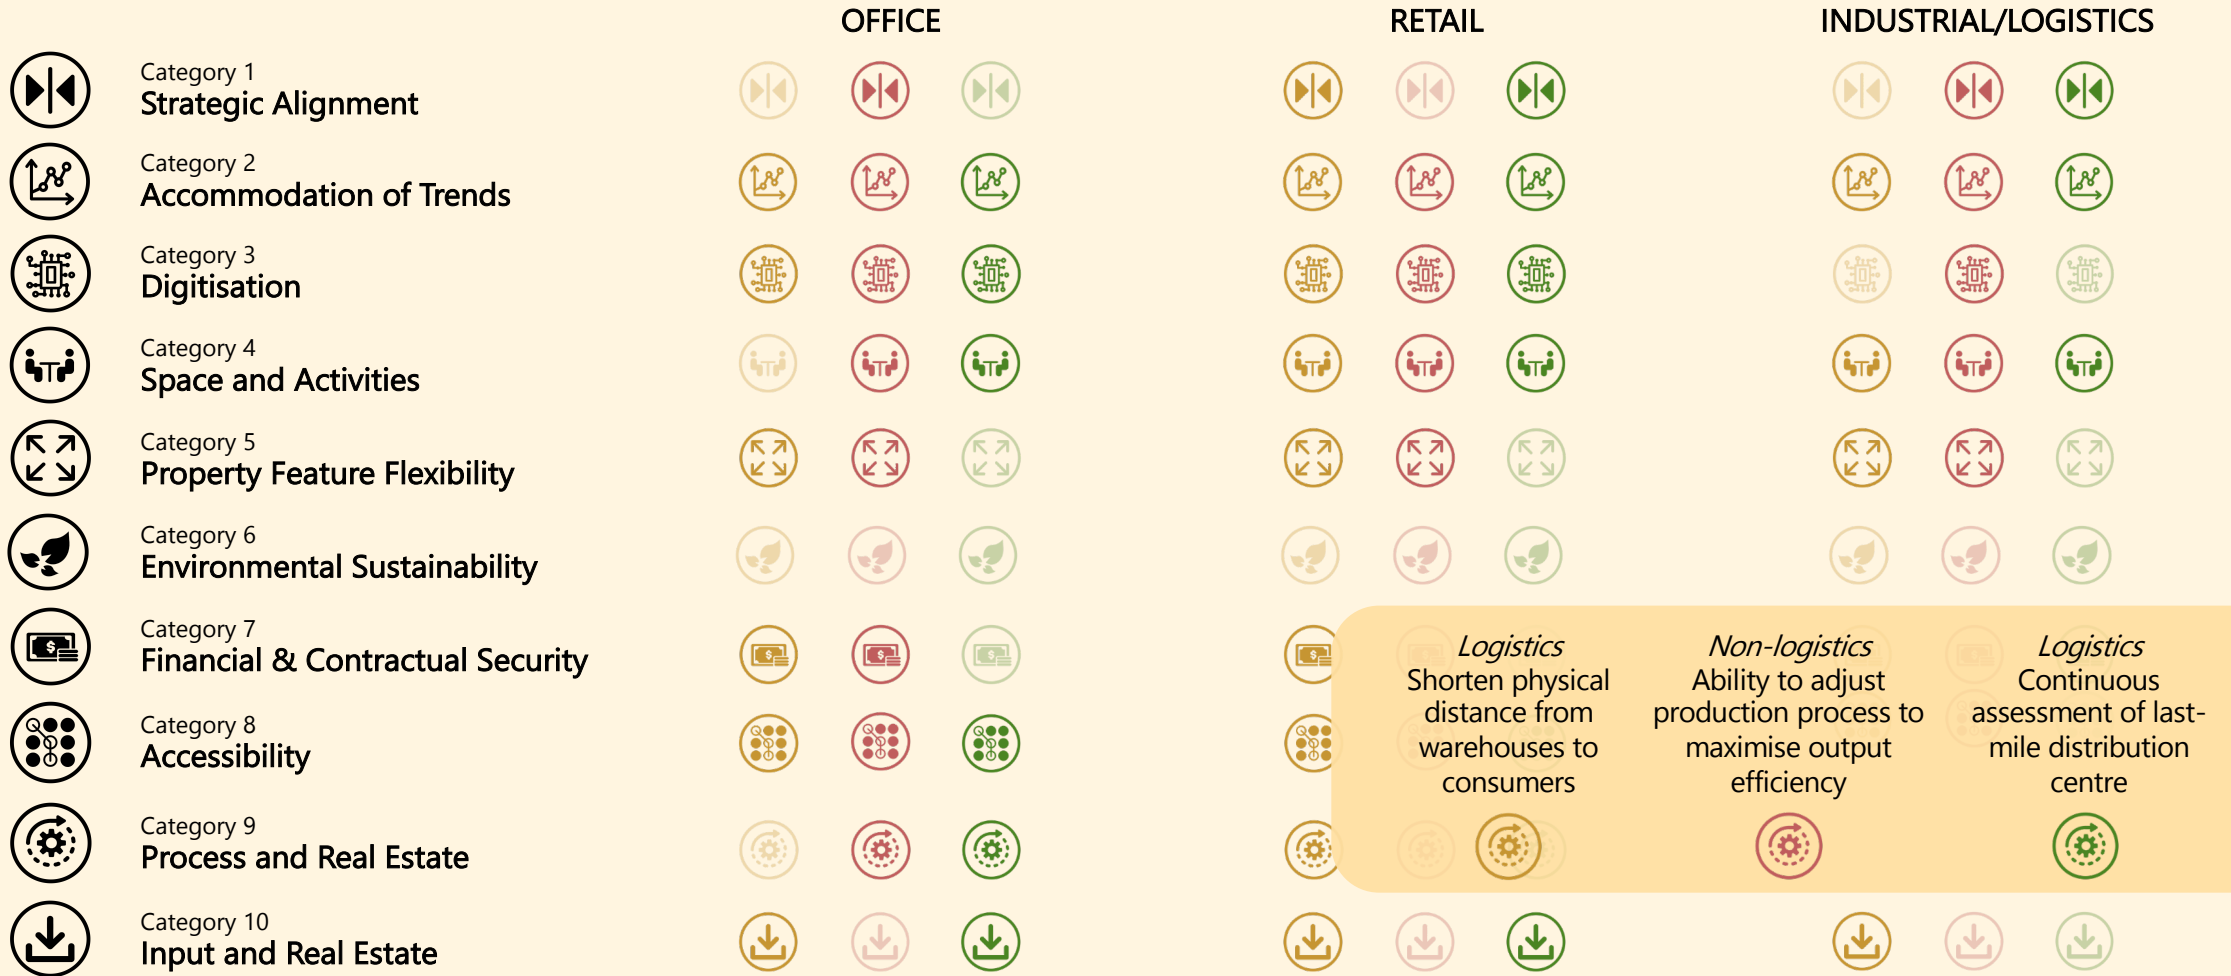 OFFICE
RETAIL
INDUSTRIAL/LOGISTICS
Category 1
Strategic Alignment
Category 2
Accommodation of Trends
Category 3
Digitisation
Category 4
Space and Activities
Category 5
Property Feature Flexibility
Category 6
Environmental Sustainability
Category 7
Financial & Contractual Security
Category 8
Accessibility
Category 9
Process and Real Estate
Category 10
Input and Real Estate
Logistics
Shorten physical
distance from
warehouses to
consumers
Non-logistics
Ability to adjust
production process to
maximise output
efficiency
Logistics
Continuous
assessment of last-
mile distribution
centre